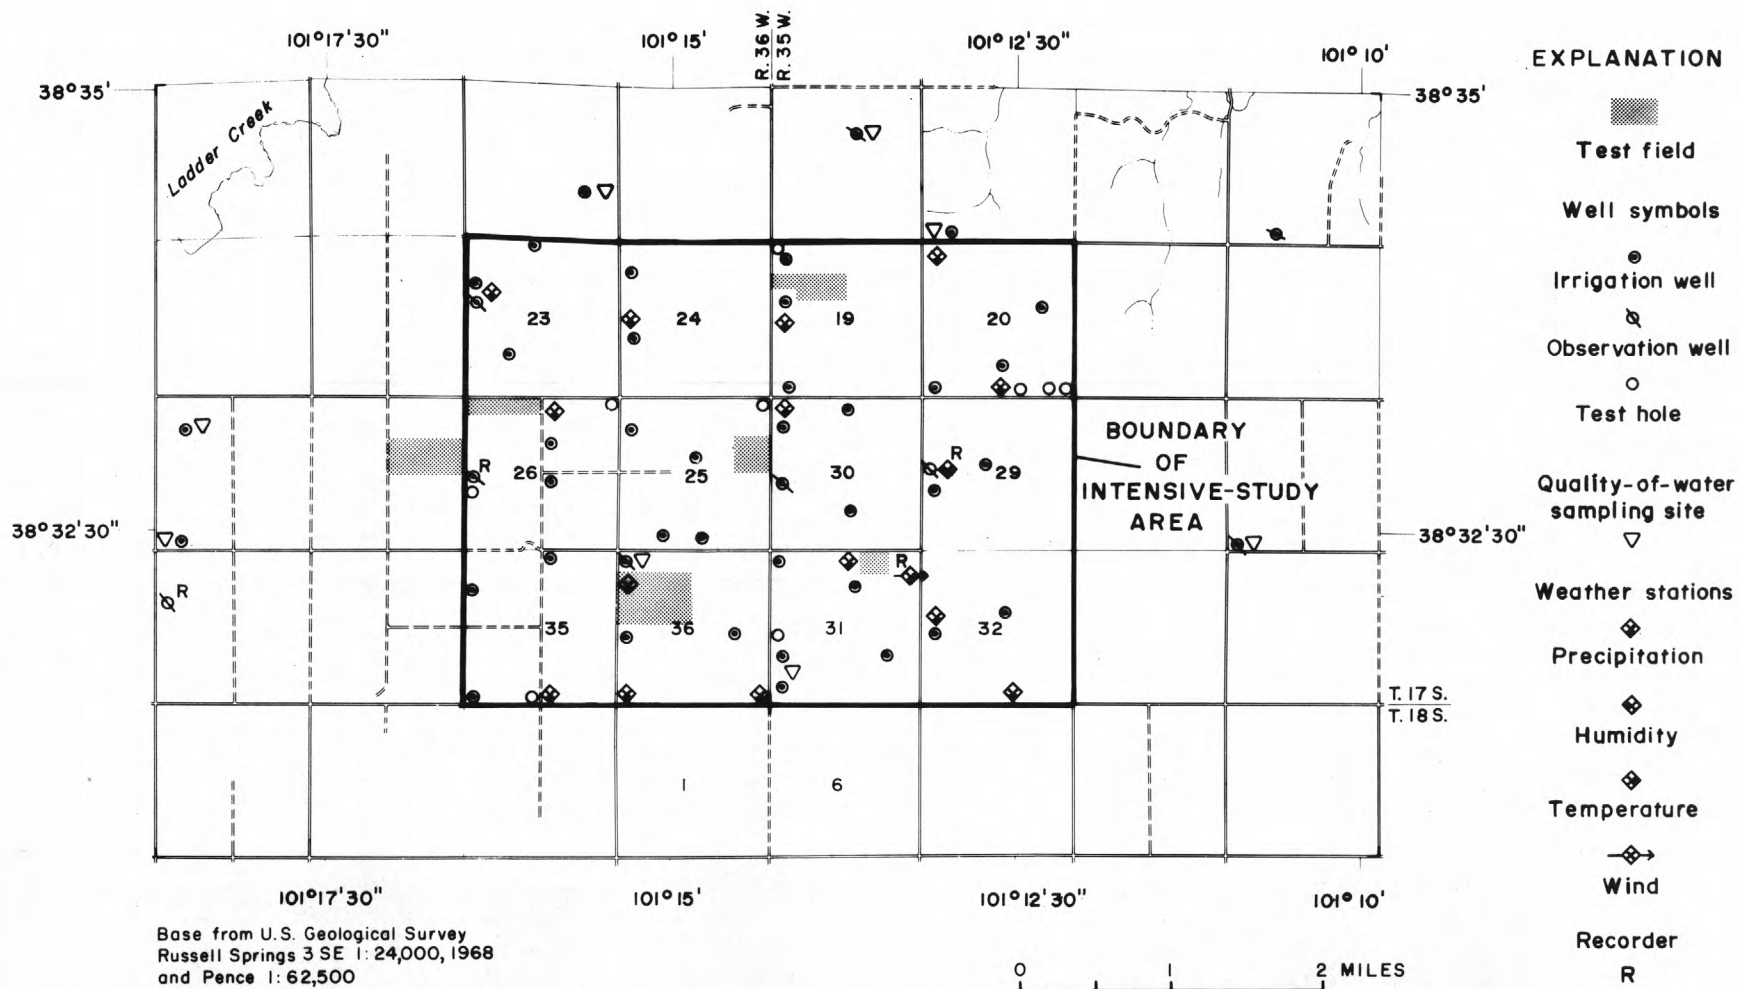 R. 36 W.
R. 35 W.
101° 17' 30"
101° 15'
101° 12' 30"
101° 10'
38° 35'
38° 35'
Ladder Creek
23
24
19
20
R
26
25
30
R
29
BOUNDARY
OF
INTENSIVE-STUDY
AREA
38° 32' 30"
38° 32' 30"
R
R
35
36
31
32
T. 17 S.
T. 18 S.
1
6
101° 17' 30"
101° 15'
101° 12' 30"
101° 10'
Base from U.S. Geological Survey
Russell Springs 3 SE 1: 24,000, 1968
and Pence 1: 62,500
0 1 2 MILES
EXPLANATION
Test field
Well symbols
Irrigation well
Observation well
Test hole
Quality-of-water
sampling site
Weather stations
Precipitation
Humidity
Temperature
Wind
Recorder
R